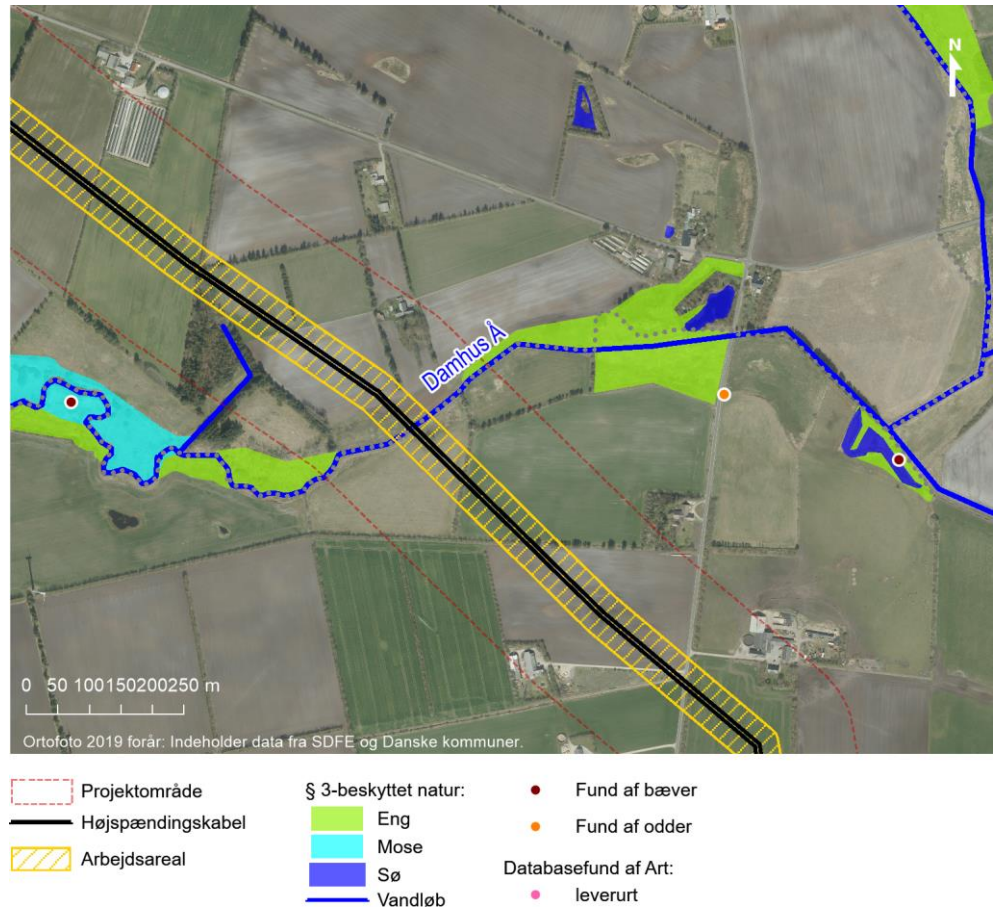 N
Damhus Å
0 50 100150200250 m
Ortofoto 2019 forår: Indeholder data fra SDFE og Danske kommuner.
Projektområde
Højspændingskabel
Arbejdsareal
§ 3-beskyttet natur:
Eng
Mose
Sø
Vandløb
Fund af bæver
Fund af odder
Databasefund af Art:
leverurt